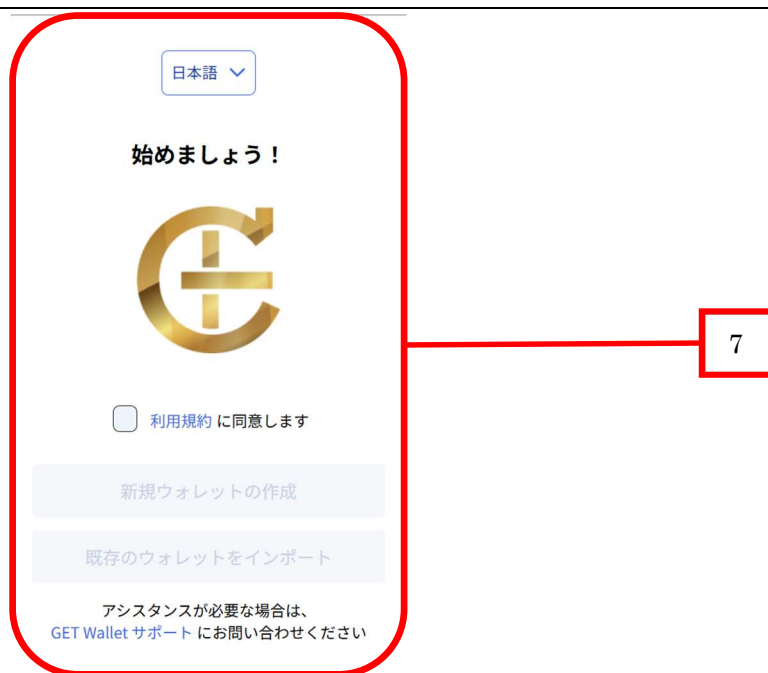 日本語
始めましょう！
利用規約 に同意します
7
新規ウォレットの作成
既存のウォレットをインポート
アシスタンスが必要な場合は、
GET Wallet サポート にお問い合わせください